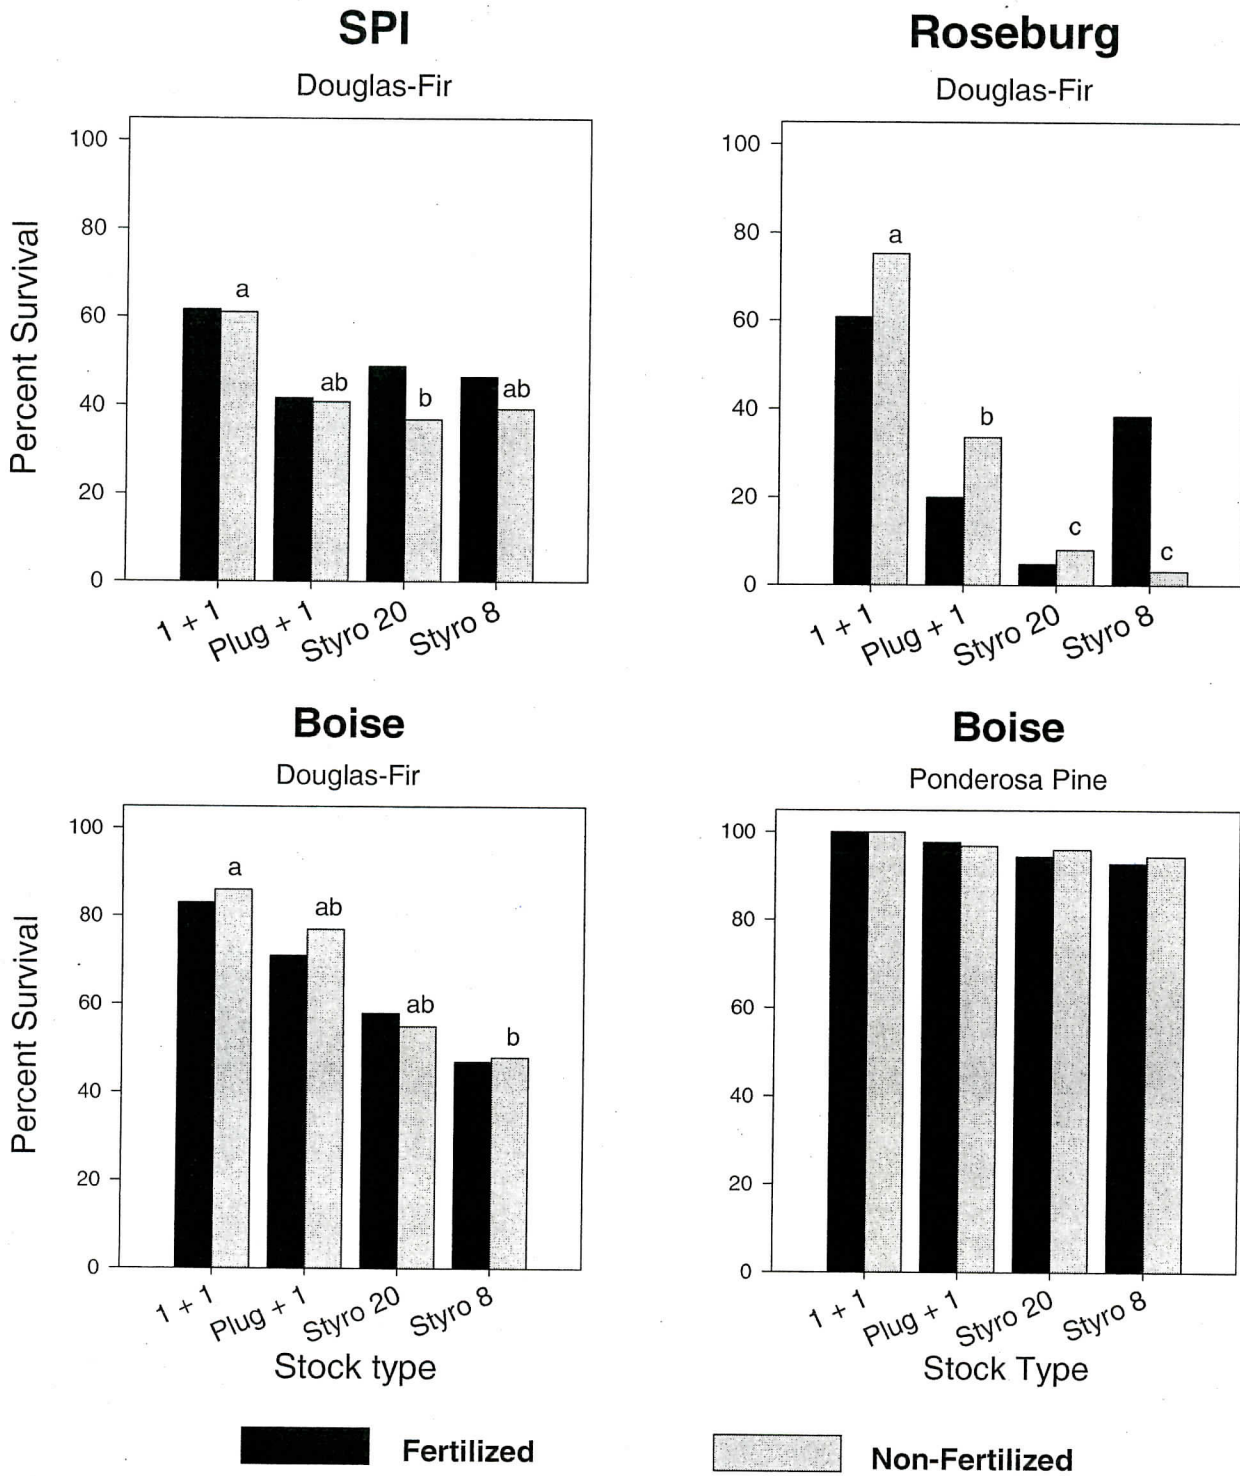 SPI
Douglas-Fir
Percent Survival
100
80
60
40
20
0
a
ab
b
ab
1 + 1
Plug + 1
Styro 20
Styro 8
Roseburg
Douglas-Fir
100
80
60
40
20
0
a
b
c
c
1 + 1
Plug + 1
Styro 20
Styro 8
Boise
Douglas-Fir
Percent Survival
100
80
60
40
20
0
a
ab
ab
b
1 + 1
Plug + 1
Styro 20
Styro 8
Stock type
Boise
Ponderosa Pine
100
80
60
40
20
0
1 + 1
Plug + 1
Styro 20
Styro 8
Stock Type
Fertilized
Non-Fertilized